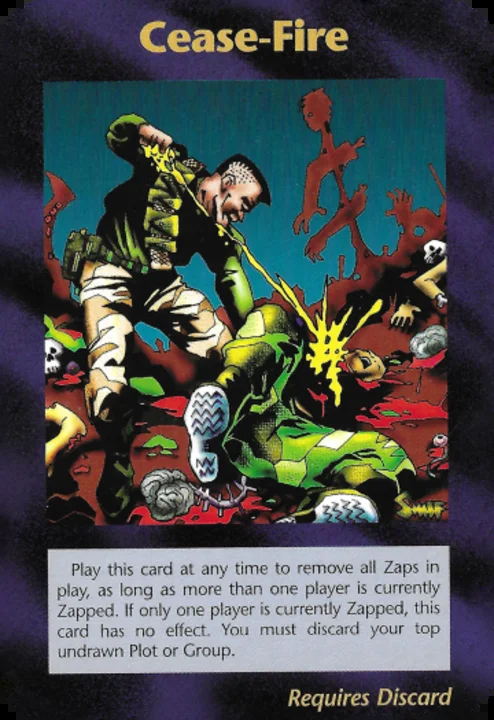 Cease-Fire
Play this card at any time to remove all Zaps in
play, as long as more than one player is currently
Zapped. If only one player is currently Zapped, this
card has no effect. You must discard your top
undrawn Plot or Group.
Requires Discard